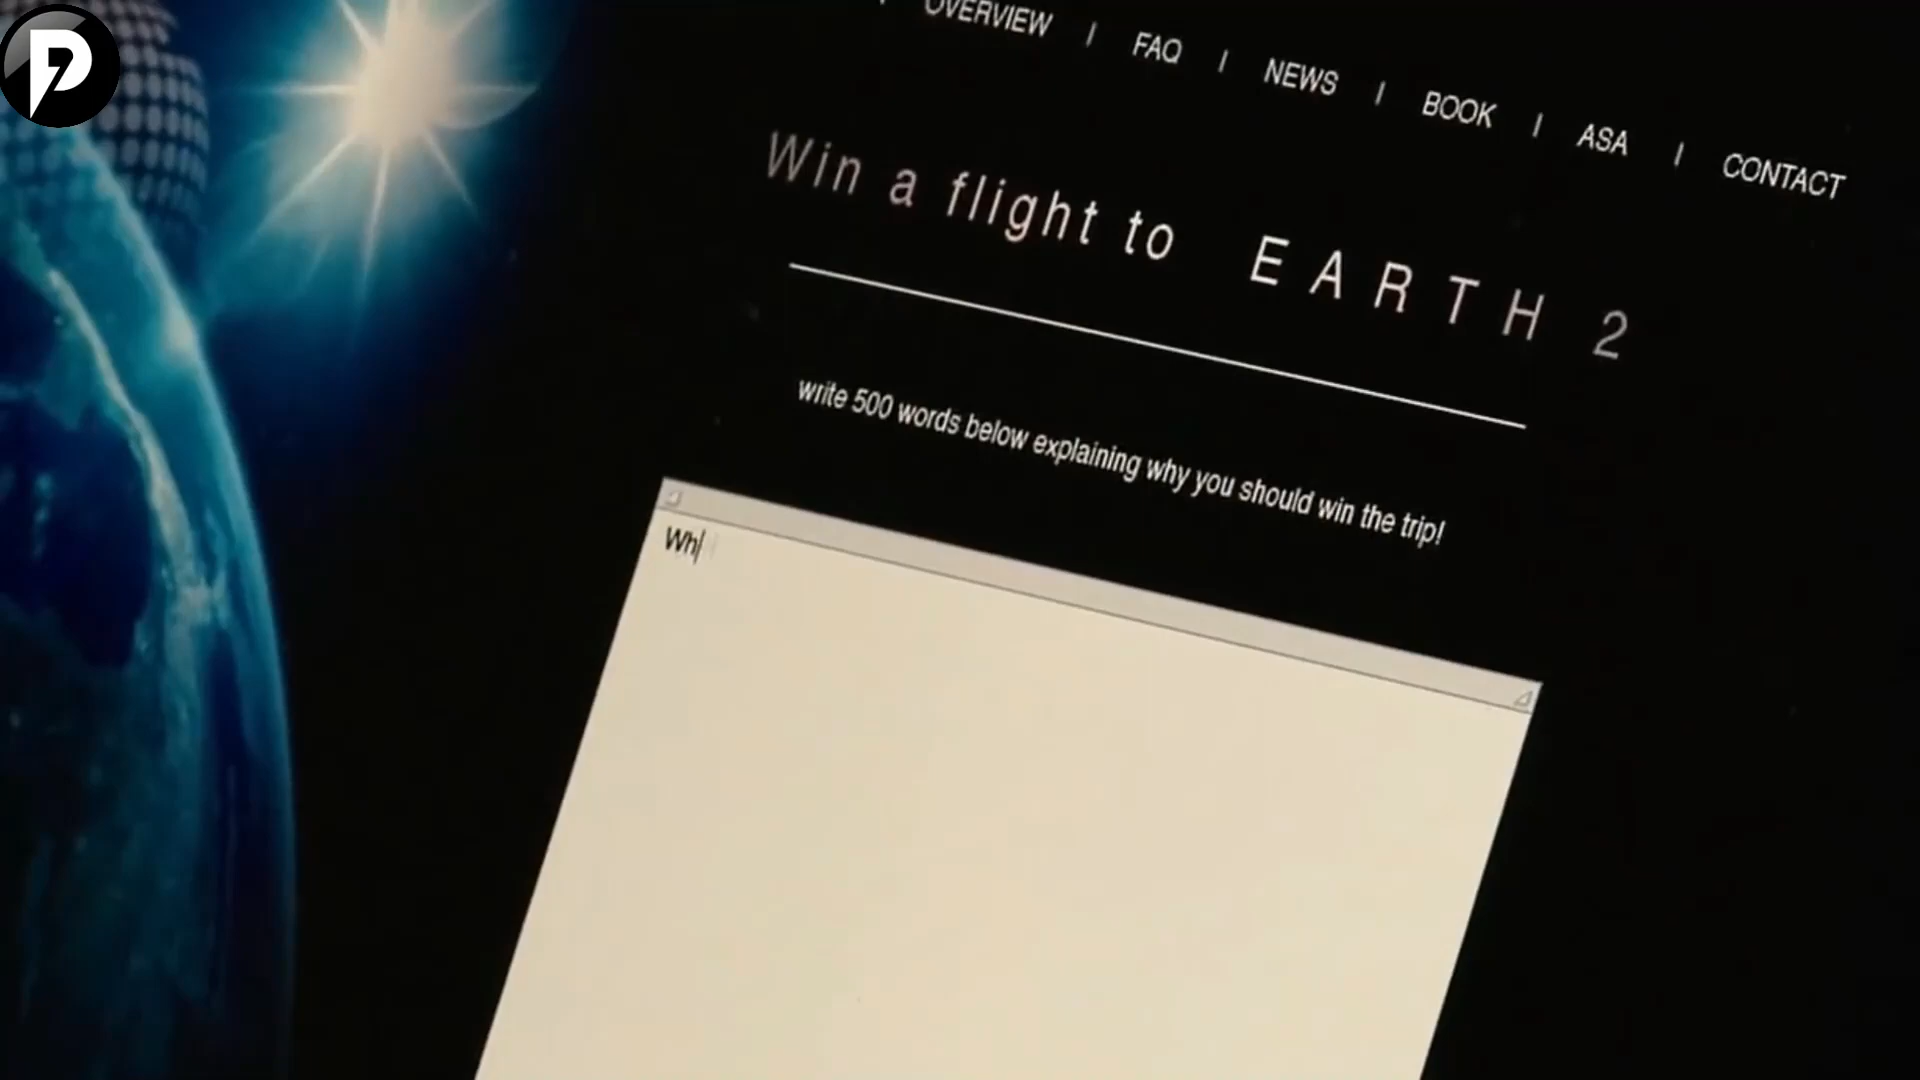 OVERVIEW | FAQ | NEWS | BOOK | ASA | CONTACT
Win a flight to EARTH 2
write 500 words below explaining why you should win the trip!
Wh